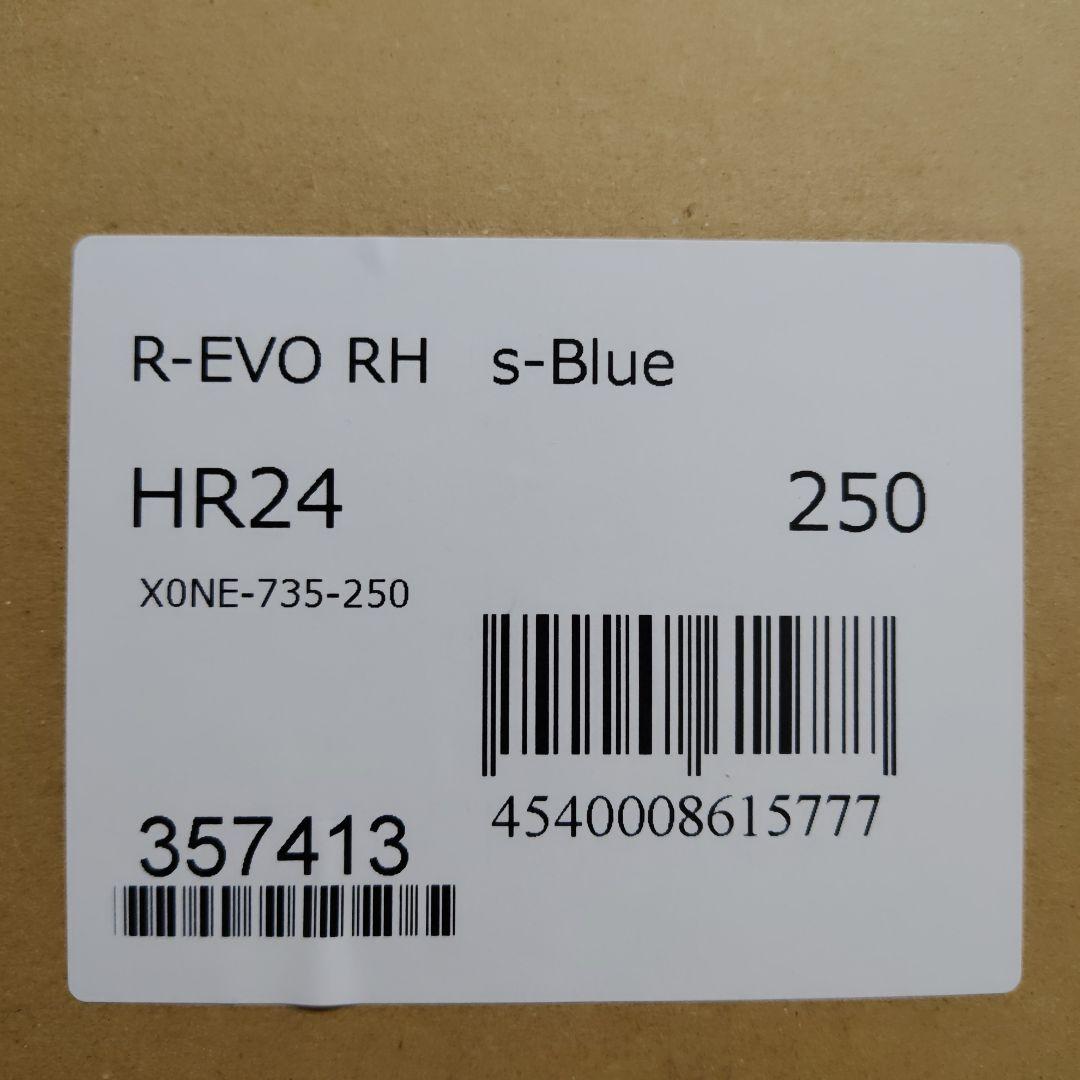 R-EVO RH s-Blue
HR24 250
X0NE-735-250
4540008615777
357413